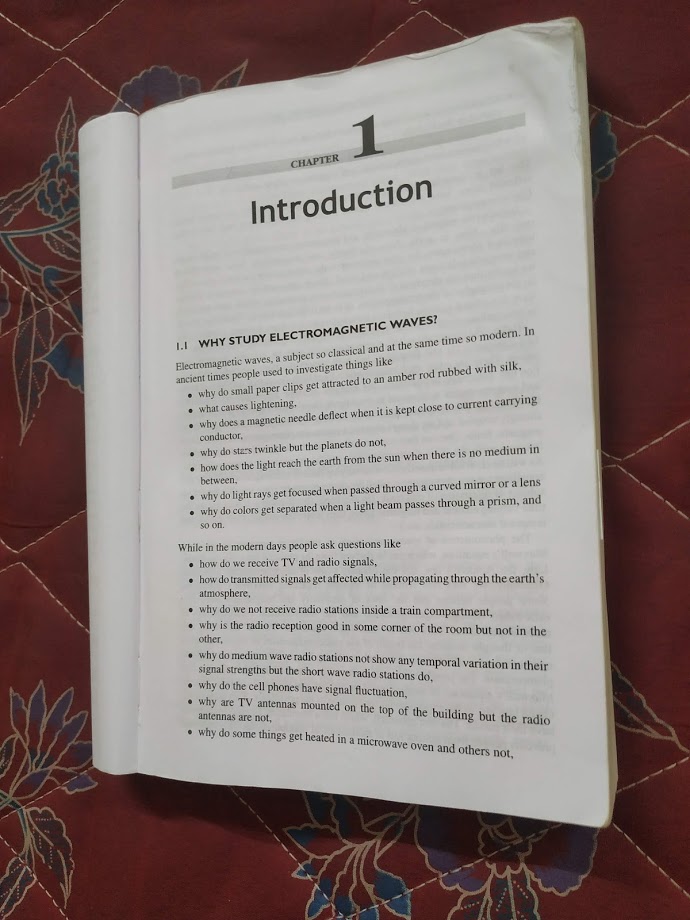 CHAPTER 1
Introduction
1.1 WHY STUDY ELECTROMAGNETIC WAVES?
Electromagnetic waves, a subject so classical and at the same time so modern. In
ancient times people used to investigate things like
• why do small paper clips get attracted to an amber rod rubbed with silk,
• what causes lightening,
• why does a magnetic needle deflect when it is kept close to current carrying
conductor,
• why do stars twinkle but the planets do not,
• how does the light reach the earth from the sun when there is no medium in
between,
• why do light rays get focused when passed through a curved mirror or a lens
• why do colors get separated when a light beam passes through a prism, and
so on.
While in the modern days people ask questions like
• how do we receive TV and radio signals,
• how do transmitted signals get affected while propagating through the earth's
atmosphere,
• why do we not receive radio stations inside a train compartment,
• why is the radio reception good in some corner of the room but not in the
other,
• why do medium wave radio stations not show any temporal variation in their
signal strengths but the short wave radio stations do,
• why do the cell phones have signal fluctuation,
• why are TV antennas mounted on the top of the building but the radio
antennas are not,
• why do some things get heated in a microwave oven and others not,